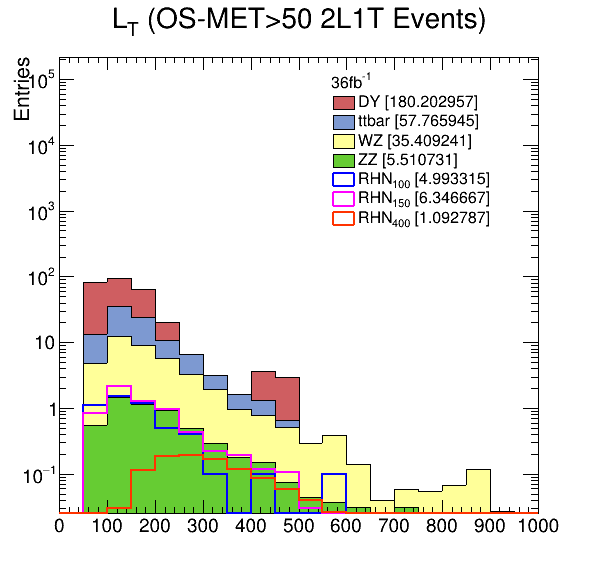 L_T (OS-MET>50 2L1T Events)
Entries
36fb^-1
DY [180.202957]
ttbar [57.765945]
WZ [35.409241]
ZZ [5.510731]
RHN_100 [4.993315]
RHN_150 [6.346667]
RHN_400 [1.092787]
10^5
10^4
10^3
10^2
10
1
10^-1
0 100 200 300 400 500 600 700 800 900 1000